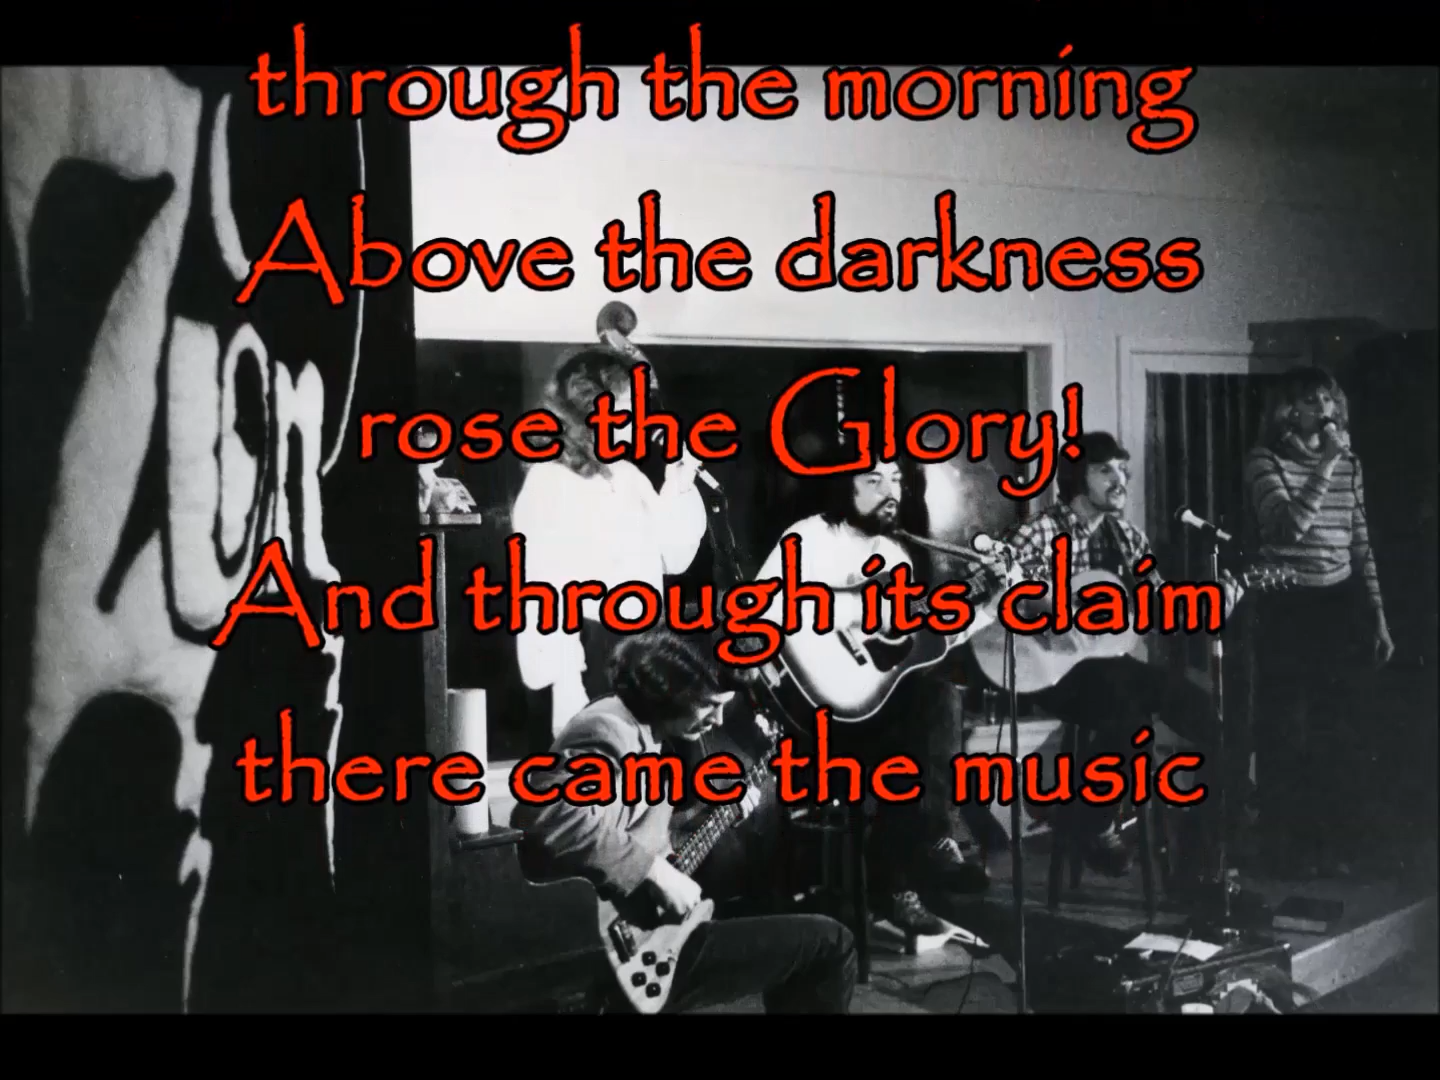 through the morning
Above the darkness
rose the Glory!
And through its claim
there came the music